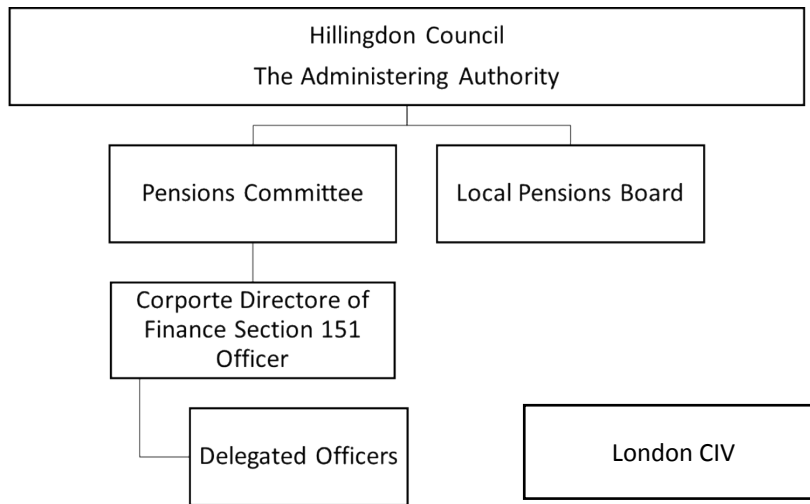 Hillingdon Council
The Administering Authority
Pensions Committee
Local Pensions Board
Corporte Directore of
Finance Section 151
Officer
Delegated Officers
London CIV